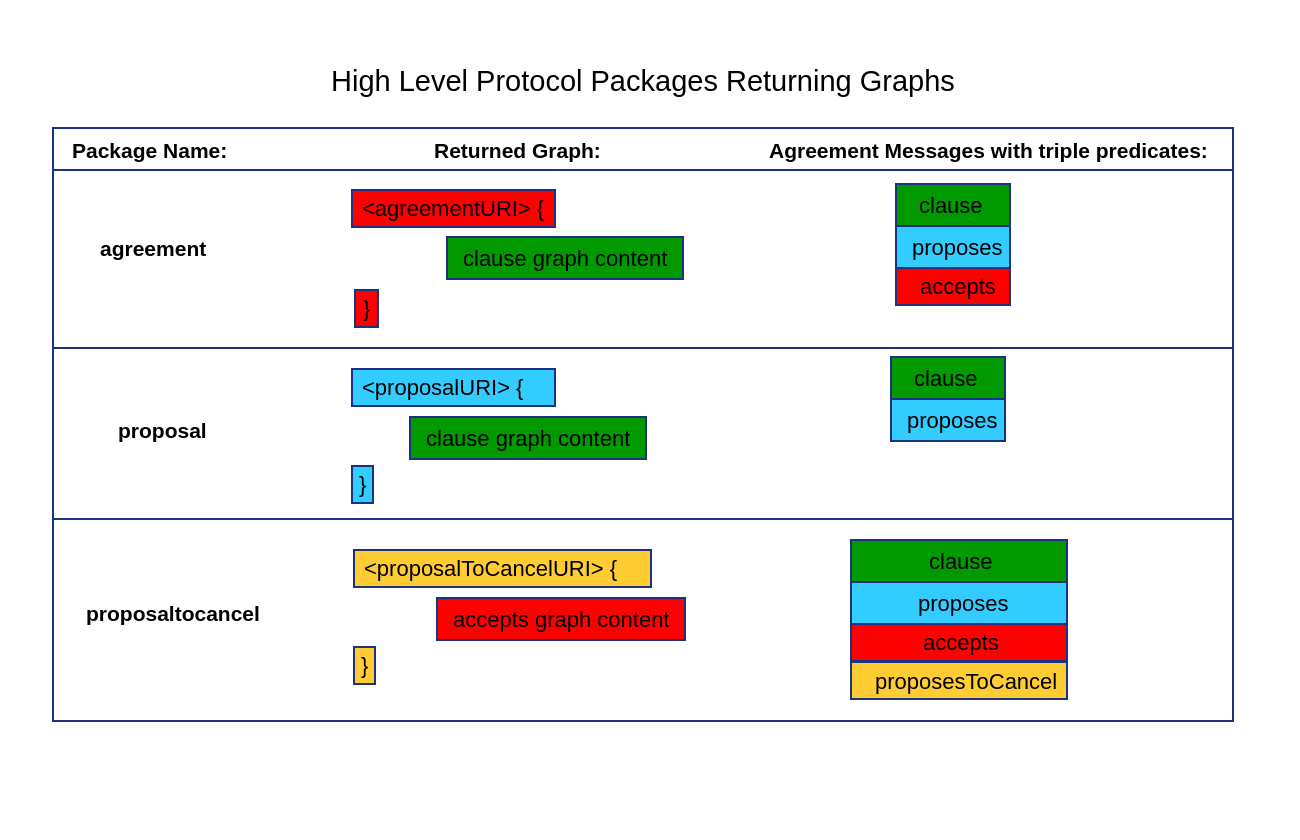 High Level Protocol Packages Returning Graphs
Package Name: Returned Graph: Agreement Messages with triple predicates:
agreement
<agreementURI> {
clause graph content
}
clause
proposes
accepts
proposal
<proposalURI> {
clause graph content
}
clause
proposes
proposaltocancel
<proposalToCancelURI> {
accepts graph content
}
clause
proposes
accepts
proposesToCancel